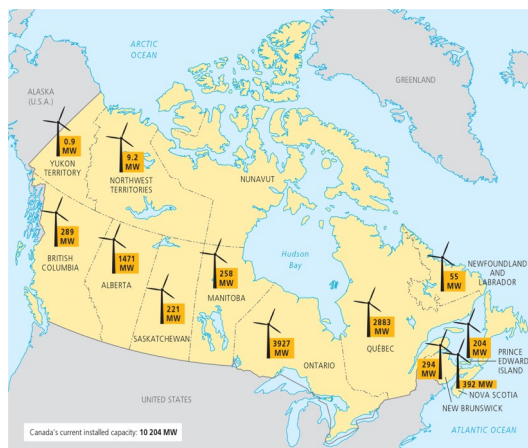 ARCTIC
OCEAN
GREENLAND
ALASKA
(U.S.A.)
0.9
MW
YUKON
TERRITORY
9.2
MW
NORTHWEST
TERRITORIES
NUNAVUT
289
MW
BRITISH
COLUMBIA
1471
MW
ALBERTA
221
MW
SASKATCHEWAN
258
MW
MANITOBA
Hudson
Bay
3927
MW
ONTARIO
2883
MW
QUÉBEC
55
MW
NEWFOUNDLAND
AND
LABRADOR
204
MW
PRINCE
EDWARD
ISLAND
294
MW
392 MW
NOVA SCOTIA
NEW BRUNSWICK
UNITED STATES
ATLANTIC OCEAN
Canada's current installed capacity: 10 204 MW